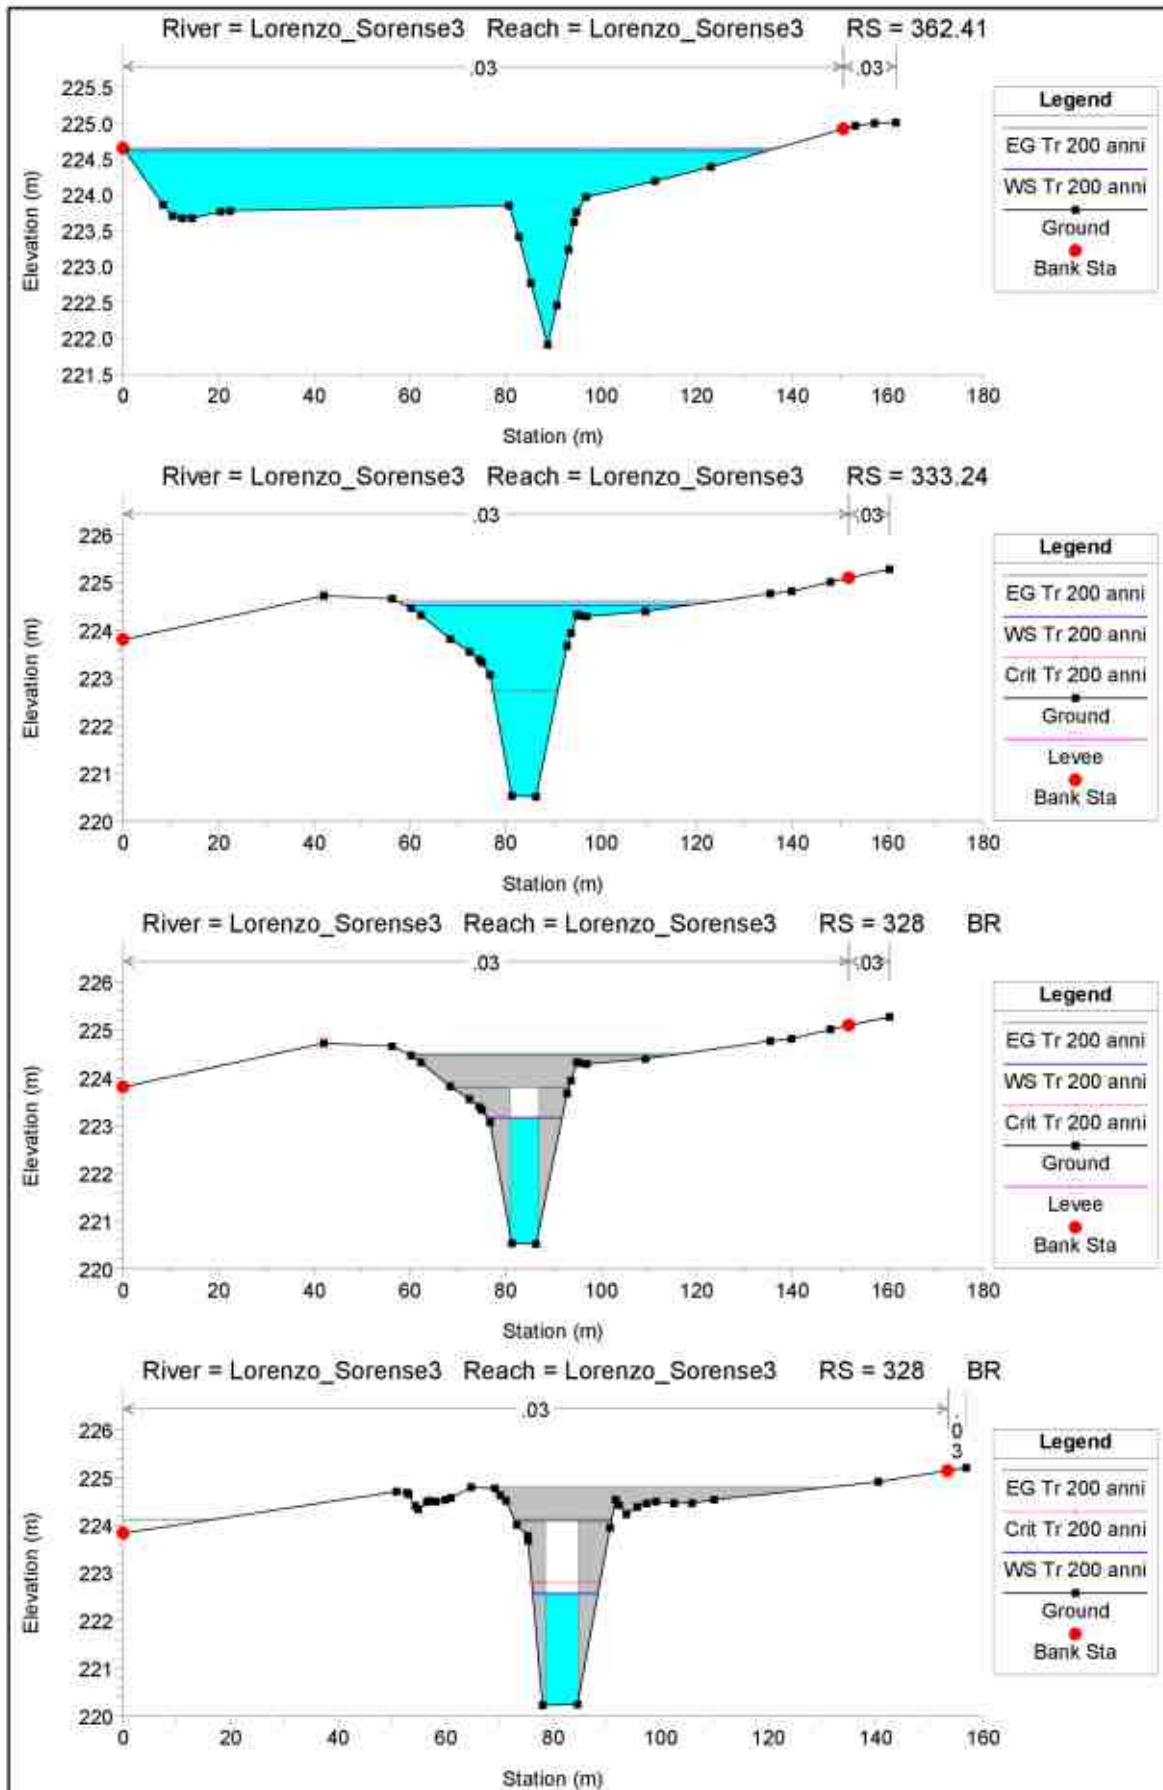 River = Lorenzo_Sorense3 Reach = Lorenzo_Sorense3 RS = 362.41
.03 .03
225.5
225.0
224.5
224.0
223.5
223.0
222.5
222.0
221.5
Elevation (m)
0 20 40 60 80 100 120 140 160 180
Station (m)
Legend
EG Tr 200 anni
WS Tr 200 anni
Ground
Bank Sta
River = Lorenzo_Sorense3 Reach = Lorenzo_Sorense3 RS = 333.24
.03 .03
226
225
224
223
222
221
220
Elevation (m)
0 20 40 60 80 100 120 140 160 180
Station (m)
Legend
EG Tr 200 anni
WS Tr 200 anni
Crit Tr 200 anni
Ground
Levee
Bank Sta
River = Lorenzo_Sorense3 Reach = Lorenzo_Sorense3 RS = 328 BR
.03 .03
226
225
224
223
222
221
220
Elevation (m)
0 20 40 60 80 100 120 140 160 180
Station (m)
Legend
EG Tr 200 anni
WS Tr 200 anni
Crit Tr 200 anni
Ground
Levee
Bank Sta
River = Lorenzo_Sorense3 Reach = Lorenzo_Sorense3 RS = 328 BR
.03 .03
226
225
224
223
222
221
220
Elevation (m)
0 20 40 60 80 100 120 140 160
Station (m)
Legend
EG Tr 200 anni
Crit Tr 200 anni
WS Tr 200 anni
Ground
Bank Sta